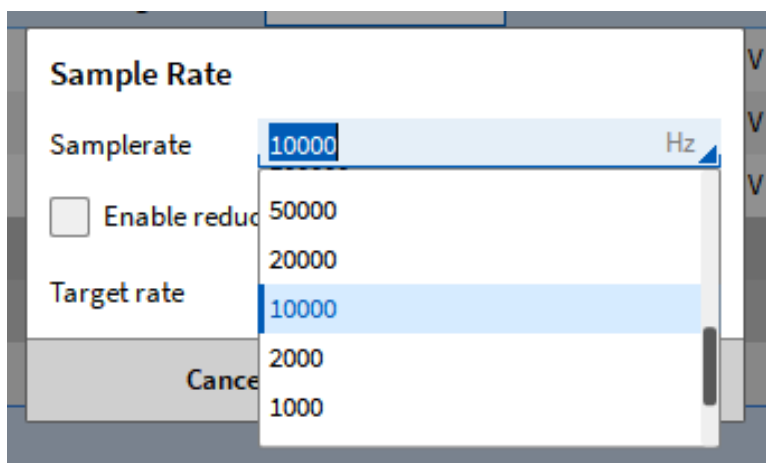 Sample Rate
Samplerate 10000 Hz
Enable reduc
50000
20000
Target rate
10000
2000
Cance
1000
V
V
V